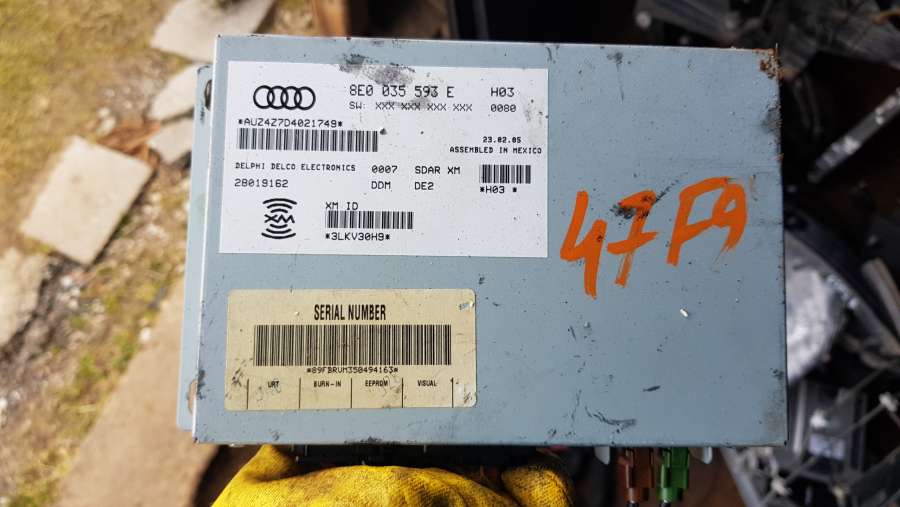 8E0 035 593 E H03
SW: XXX XXX XXX XXX 0080
*AUZ4Z7D4021749*
23.02.05
ASSEMBLED IN MEXICO
DELPHI DELCO ELECTRONICS 0007 SDAR XM
28019162 DDM DE2 *H03 *
XM ID
XM
*3LKV30H9*
47F9
SERIAL NUMBER
*89FBRVM350494163*
URT BURN-IN EEPROM VISUAL